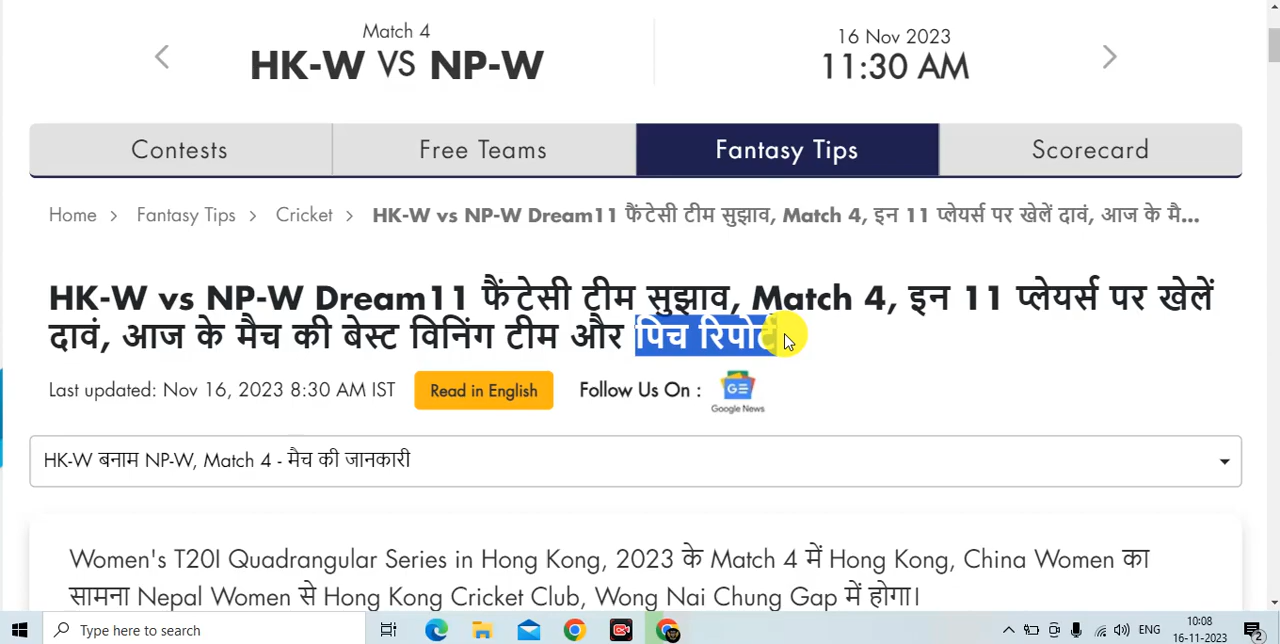 Match 4
HK-W VS NP-W
16 Nov 2023
11:30 AM
Contests
Free Teams
Fantasy Tips
Scorecard
Home > Fantasy Tips > Cricket > HK-W vs NP-W Dream11 फैंटेसी टीम सुझाव, Match 4, इन 11 प्लेयर्स पर खेलें दावं, आज के मै...
HK-W vs NP-W Dream11 फैंटेसी टीम सुझाव, Match 4, इन 11 प्लेयर्स पर खेलें
दावं, आज के मैच की बेस्ट विनिंग टीम और पिच रिपोर्ट
Last updated: Nov 16, 2023 8:30 AM IST
Read in English
Follow Us On :
GE
Google News
HK-W बनाम NP-W, Match 4 - मैच की जानकारी
Women's T20I Quadrangular Series in Hong Kong, 2023 के Match 4 में Hong Kong, China Women का
सामना Nepal Women से Hong Kong Cricket Club, Wong Nai Chung Gap में होगा।
Type here to search
ENG
10:08
16-11-2023
2